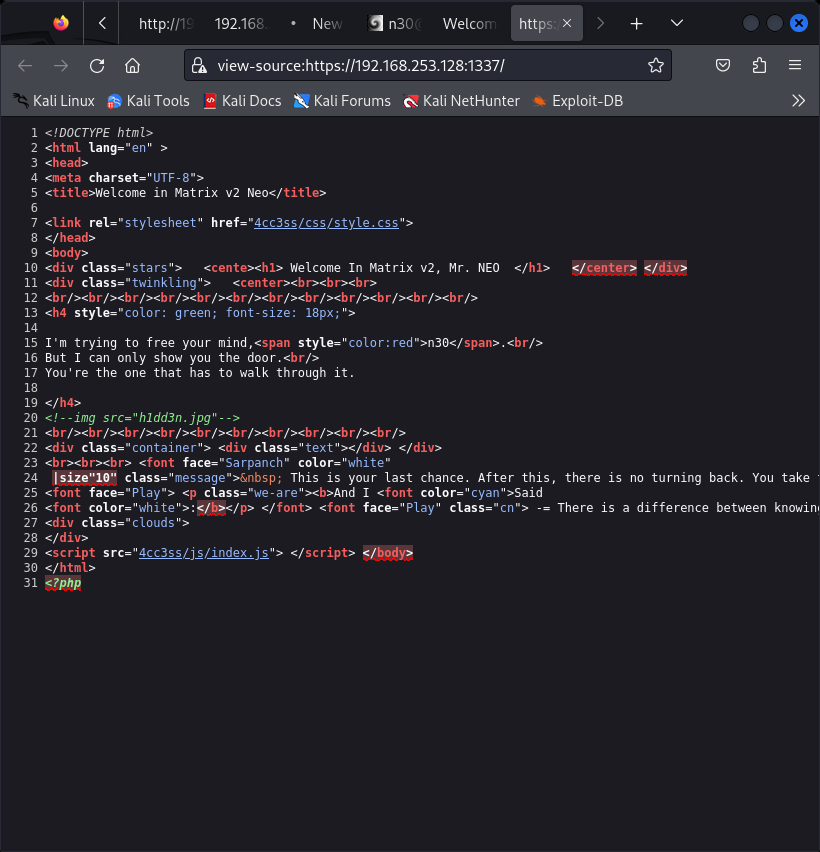 http://19
192.168.
•
New
n30@
Welcom
https:
view-source:https://192.168.253.128:1337/
Kali Linux
Kali Tools
Kali Docs
Kali Forums
Kali NetHunter
Exploit-DB
1 <!DOCTYPE html>
2 <html lang="en" >
3 <head>
4 <meta charset="UTF-8">
5 <title>Welcome in Matrix v2 Neo</title>
6
7 <link rel="stylesheet" href="4cc3ss/css/style.css">
8 </head>
9 <body>
10 <div class="stars">   <cente><h1> Welcome In Matrix v2, Mr. NEO  </h1>   </center> </div>
11 <div class="twinkling">   <center><br><br><br>
12 <br/><br/><br/><br/><br/><br/><br/><br/><br/><br/><br/><br/>
13 <h4 style="color: green; font-size: 18px;">
14
15 I'm trying to free your mind,<span style="color:red">n30</span>.<br/>
16 But I can only show you the door.<br/>
17 You're the one that has to walk through it.
18
19 </h4>
20 <!--img src="h1dd3n.jpg"-->
21 <br/><br/><br/><br/><br/><br/><br/><br/><br/><br/>
22 <div class="container"> <div class="text"></div> </div>
23 <br><br><br> <font face="Sarpanch" color="white"
24  |size"10" class="message">&nbsp; This is your last chance. After this, there is no turning back. You take
25 <font face="Play"> <p class="we-are"><b>And I <font color="cyan">Said
26 <font color="white">:</b></p> </font> <font face="Play" class="cn"> -= There is a difference between knowin
27 <div class="clouds">
28 </div>
29 <script src="4cc3ss/js/index.js"> </script> </body>
30 </html>
31 <?php